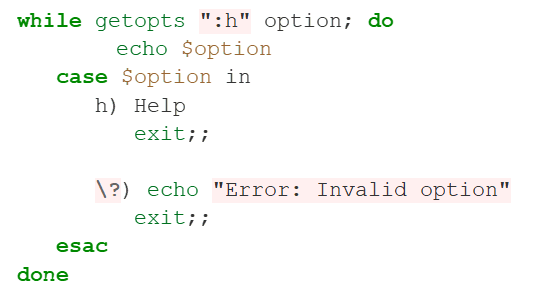 while getopts ":h" option; do
        echo $option
   case $option in
      h) Help
         exit;;

      \?) echo "Error: Invalid option"
         exit;;
   esac
done